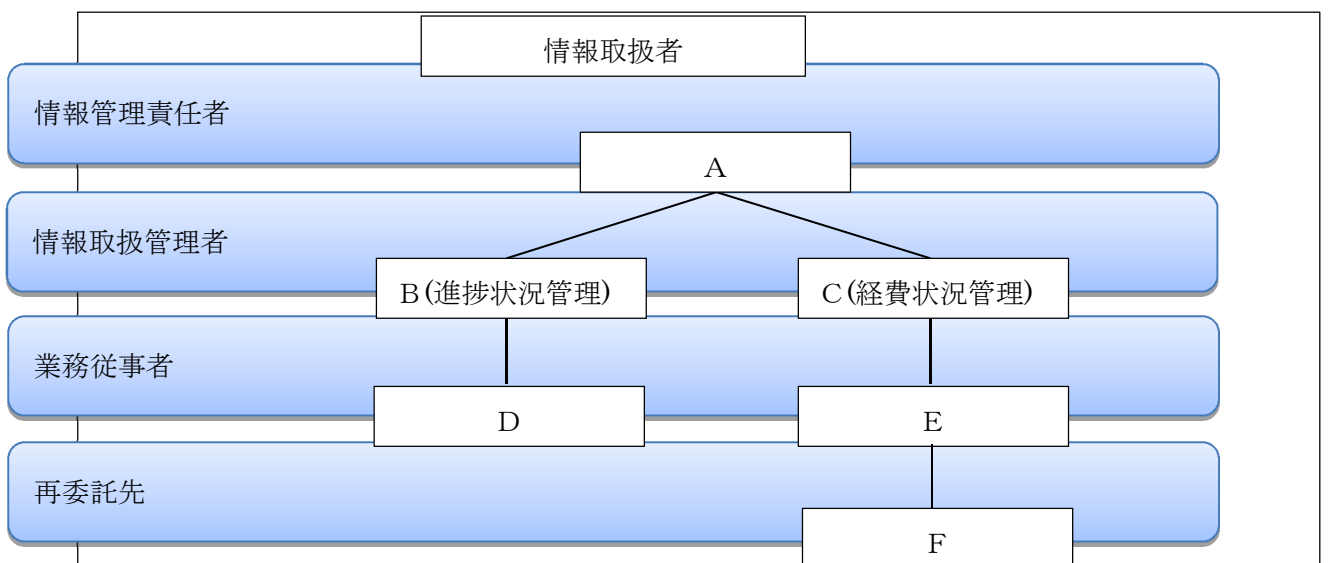 情報取扱者
情報管理責任者
A
情報取扱管理者
B(進捗状況管理)
C(経費状況管理)
業務従事者
D
E
再委託先
F